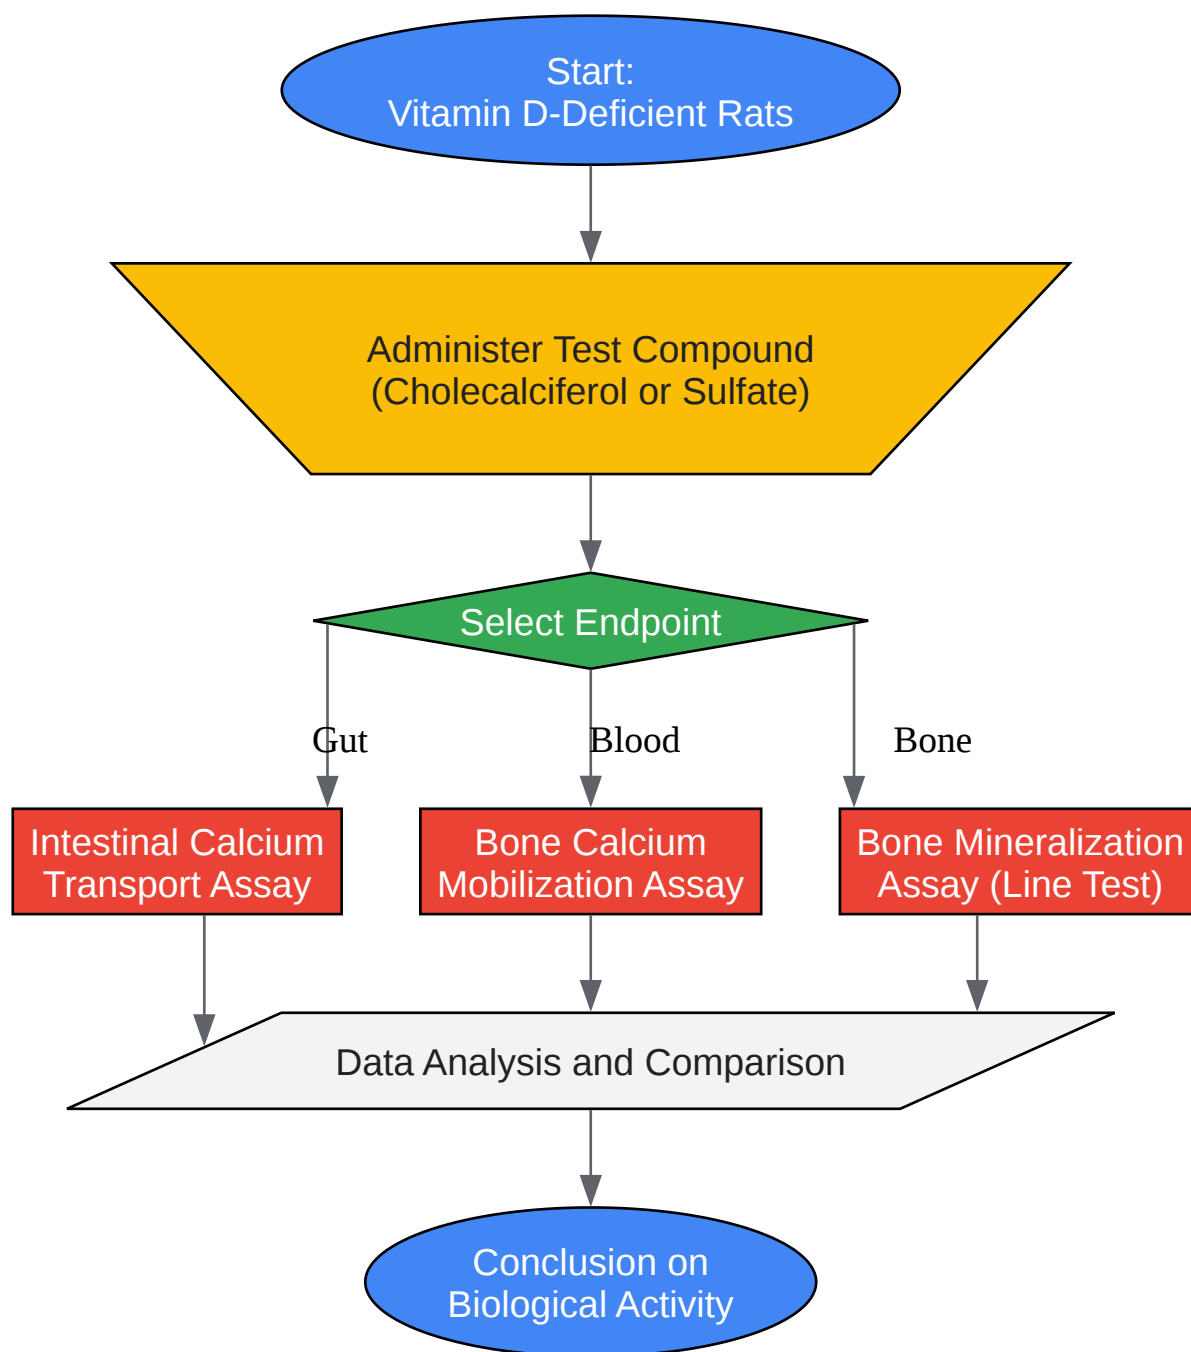 Start:
Vitamin D-Deficient Rats
Administer Test Compound
(Cholecalciferol or Sulfate)
Select Endpoint
Gut
Blood
Bone
Intestinal Calcium
Transport Assay
Bone Calcium
Mobilization Assay
Bone Mineralization
Assay (Line Test)
Data Analysis and Comparison
Conclusion on
Biological Activity